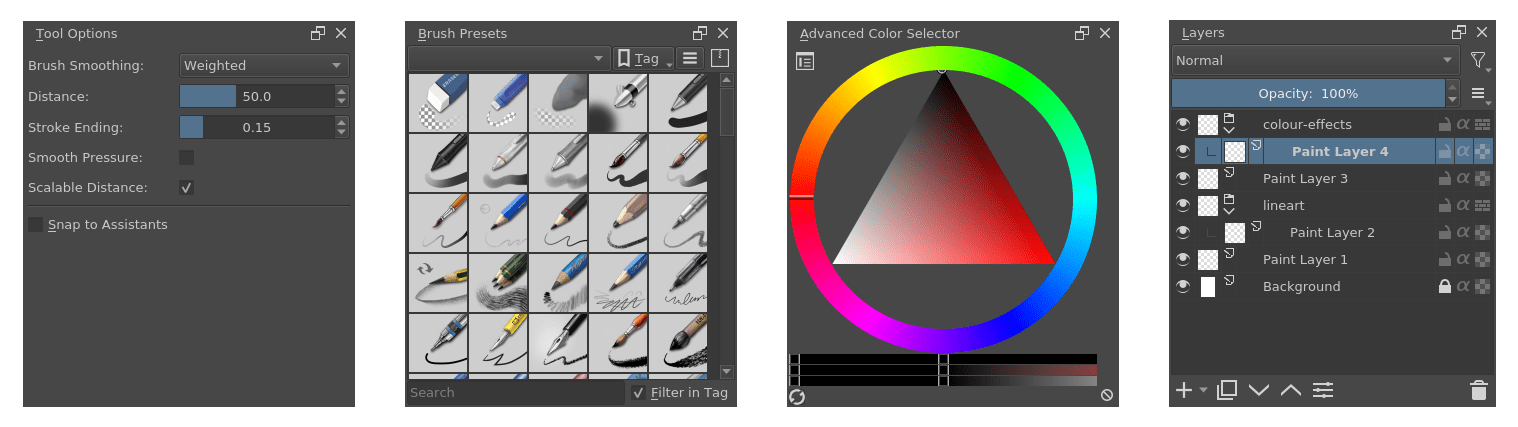 Tool Options
Brush Smoothing: Weighted
Distance: 50.0
Stroke Ending: 0.15
Smooth Pressure:
Scalable Distance:
Snap to Assistants
Brush Presets
Tag
Search
Filter in Tag
Advanced Color Selector
Layers
Normal
Opacity: 100%
colour-effects
Paint Layer 4
Paint Layer 3
lineart
Paint Layer 2
Paint Layer 1
Background